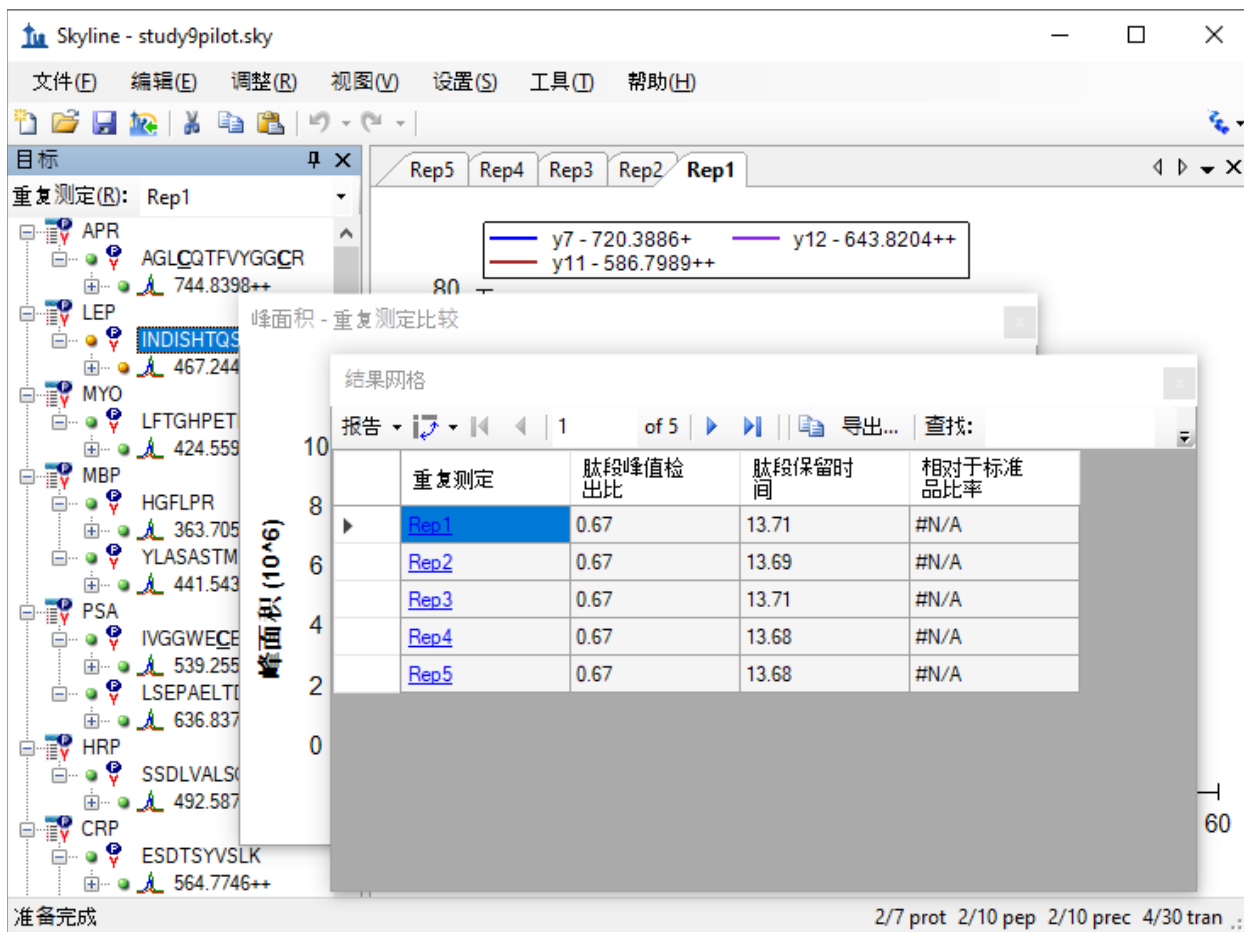 Skyline - study9pilot.sky
文件(F) 编辑(E) 调整(R) 视图(V) 设置(S) 工具(T) 帮助(H)
目标
重复测定(R): Rep1
APR
AGLCQTFVYGGCR
744.8398++
LEP
INDISHTQS
467.244
MYO
LFTGHPET
424.559
MBP
HGFLPR
363.705
YLASASTM
441.543
PSA
IVGGWECE
539.255
LSEPAELTD
636.837
HRP
SSDLVALSQ
492.587
CRP
ESDTSYVSLK
564.7746++
Rep5 Rep4 Rep3 Rep2 Rep1
y7 - 720.3886+ y12 - 643.8204++
y11 - 586.7989++
80
60
峰面积 - 重复测定比较
峰面积 (10^6)
10
8
6
4
2
0
结果网格
报告 1 of 5 导出... 查找:
重复测定 肽段峰值检出比 肽段保留时间 相对于标准品比率
Rep1 0.67 13.71 #N/A
Rep2 0.67 13.69 #N/A
Rep3 0.67 13.71 #N/A
Rep4 0.67 13.68 #N/A
Rep5 0.67 13.68 #N/A
准备完成
2/7 prot 2/10 pep 2/10 prec 4/30 tran